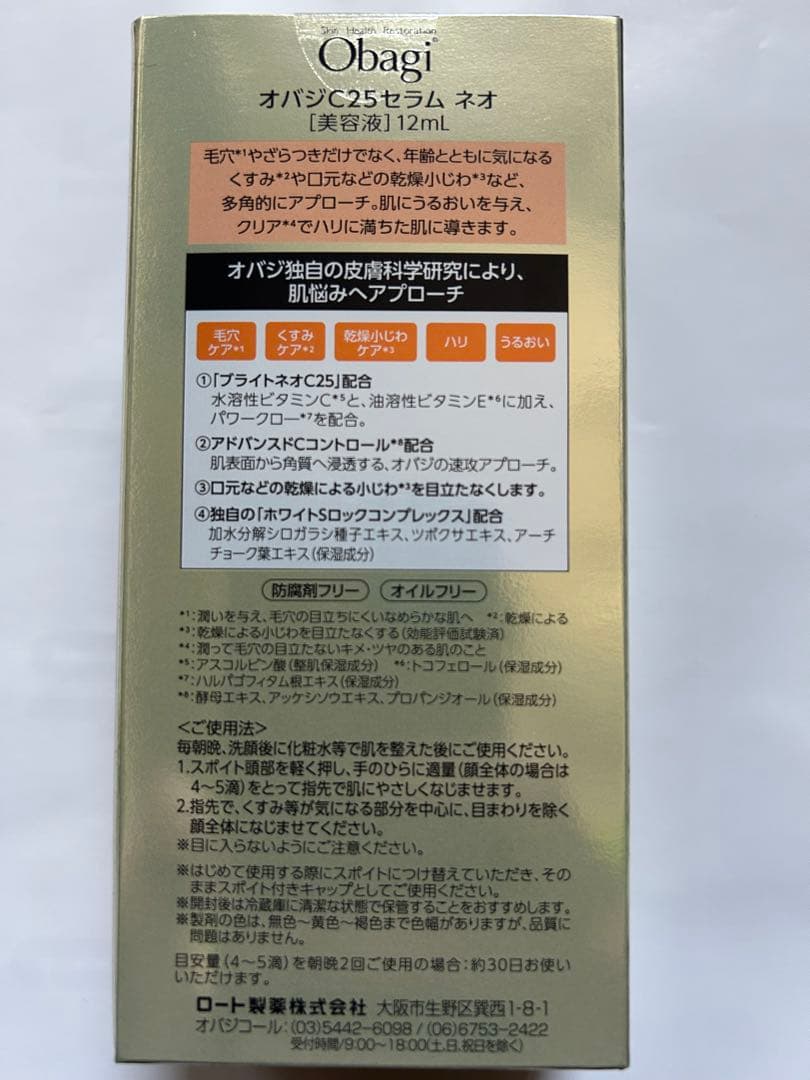 Skin Health Restoration
Obagi®
オバジC25セラム ネオ
[美容液]12mL
毛穴*1やざらつきだけでなく、年齢とともに気になる
くすみ*2や口元などの乾燥小じわ*3など、
多角的にアプローチ。肌にうるおいを与え、
クリア*4でハリに満ちた肌に導きます。
オバジ独自の皮膚科学研究により、
肌悩みへアプローチ
毛穴 くすみ 乾燥小じわ ハリ うるおい
ケア*1 ケア*2 ケア*3
①「ブライトネオC25」配合
水溶性ビタミンC*5と、油溶性ビタミンE*6に加え、
パワークロー*7を配合。
②アドバンスドCコントロール*8配合
肌表面から角質へ浸透する、オバジの速攻アプローチ。
③口元などの乾燥による小じわ*3を目立たなくします。
④独自の「ホワイトSロックコンプレックス」配合
加水分解シロガラシ種子エキス、ツボクサエキス、アーチ
チョーク葉エキス(保湿成分)
防腐剤フリー オイルフリー
*1:潤いを与え、毛穴の目立ちにくいなめらかな肌へ *2:乾燥による
*3:乾燥による小じわを目立たなくする(効能評価試験済)
*4:潤って毛穴の目立たないキメ・ツヤのある肌のこと
*5:アスコルビン酸(整肌保湿成分) *6:トコフェロール(保湿成分)
*7:ハルパゴフィタム根エキス(保湿成分)
*8:酵母エキス、アッケシソウエキス、プロパンジオール(保湿成分)
<ご使用法>
毎朝晩、洗顔後に化粧水等で肌を整えた後にご使用ください。
1.スポイト頭部を軽く押し、手のひらに適量(顔全体の場合は
4〜5滴)をとって指先で肌にやさしくなじませます。
2.指先で、くすみ等が気になる部分を中心に、目まわりを除く
顔全体になじませてください。
※目に入らないようにご注意ください。
※はじめて使用する際にスポイトにつけ替えていただき、その
ままスポイト付きキャップとしてご使用ください。
※開封後は冷蔵庫に清潔な状態で保管することをおすすめします。
※製剤の色は、無色〜黄色〜褐色まで色幅がありますが、品質に
問題はありません。
目安量(4〜5滴)を朝晩2回ご使用の場合:約30日お使い
いただけます。
ロート製薬株式会社 大阪市生野区巽西1-8-1
オバジコール:(03)5442-6098/(06)6753-2422
受付時間/9:00〜18:00(土、日、祝日を除く)